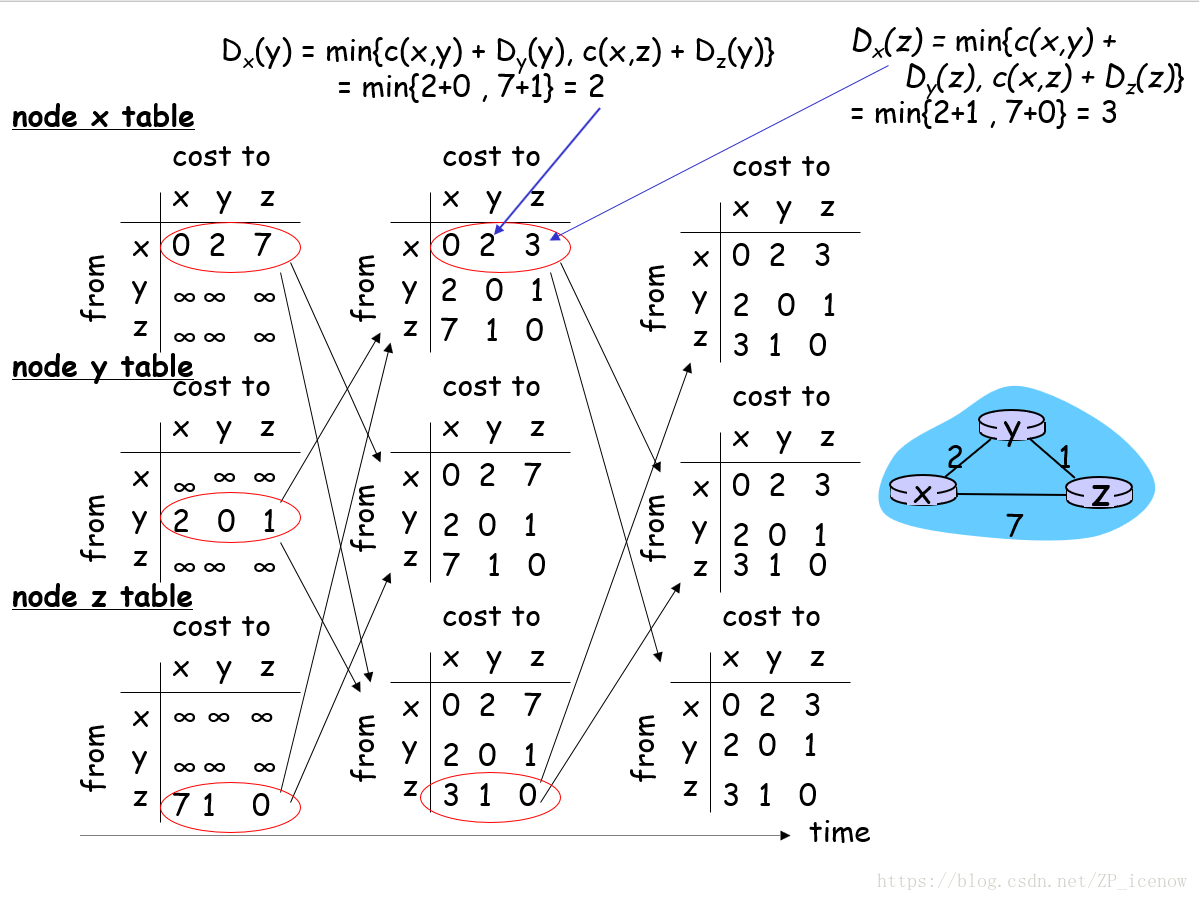 D_x(y) = min{c(x,y) + D_y(y), c(x,z) + D_z(y)}
= min{2+0 , 7+1} = 2
D_x(z) = min{c(x,y) +
D_y(z), c(x,z) + D_z(z)}
= min{2+1 , 7+0} = 3
node x table
cost to
x y z
from
x 0 2 7
y ∞ ∞ ∞
z ∞ ∞ ∞
cost to
x y z
from
x 0 2 3
y 2 0 1
z 7 1 0
cost to
x y z
from
x 0 2 3
y 2 0 1
z 3 1 0
node y table
cost to
x y z
from
x ∞ ∞ ∞
y 2 0 1
z ∞ ∞ ∞
cost to
x y z
from
x 0 2 7
y 2 0 1
z 7 1 0
cost to
x y z
from
x 0 2 3
y 2 0 1
z 3 1 0
node z table
cost to
x y z
from
x ∞ ∞ ∞
y ∞ ∞ ∞
z 7 1 0
cost to
x y z
from
x 0 2 7
y 2 0 1
z 3 1 0
cost to
x y z
from
x 0 2 3
y 2 0 1
z 3 1 0
y
2 1
x z
7
time
https://blog.csdn.net/ZP_icenow